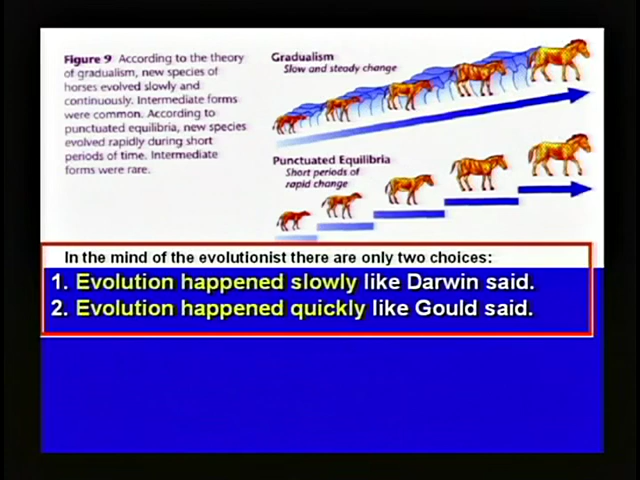 Figure 9 According to the theory
of gradualism, new species of
horses evolved slowly and
continuously. Intermediate forms
were common. According to
punctuated equilibria, new species
evolved rapidly during short
periods of time. Intermediate
forms were rare.
Gradualism
Slow and steady change
Punctuated Equilibria
Short periods of
rapid change
In the mind of the evolutionist there are only two choices:
1. Evolution happened slowly like Darwin said.
2. Evolution happened quickly like Gould said.